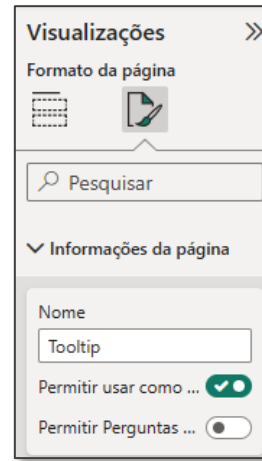 Visualizações
Formato da página
Pesquisar
Informações da página
Nome
Tooltip
Permitir usar como ...
Permitir Perguntas ...